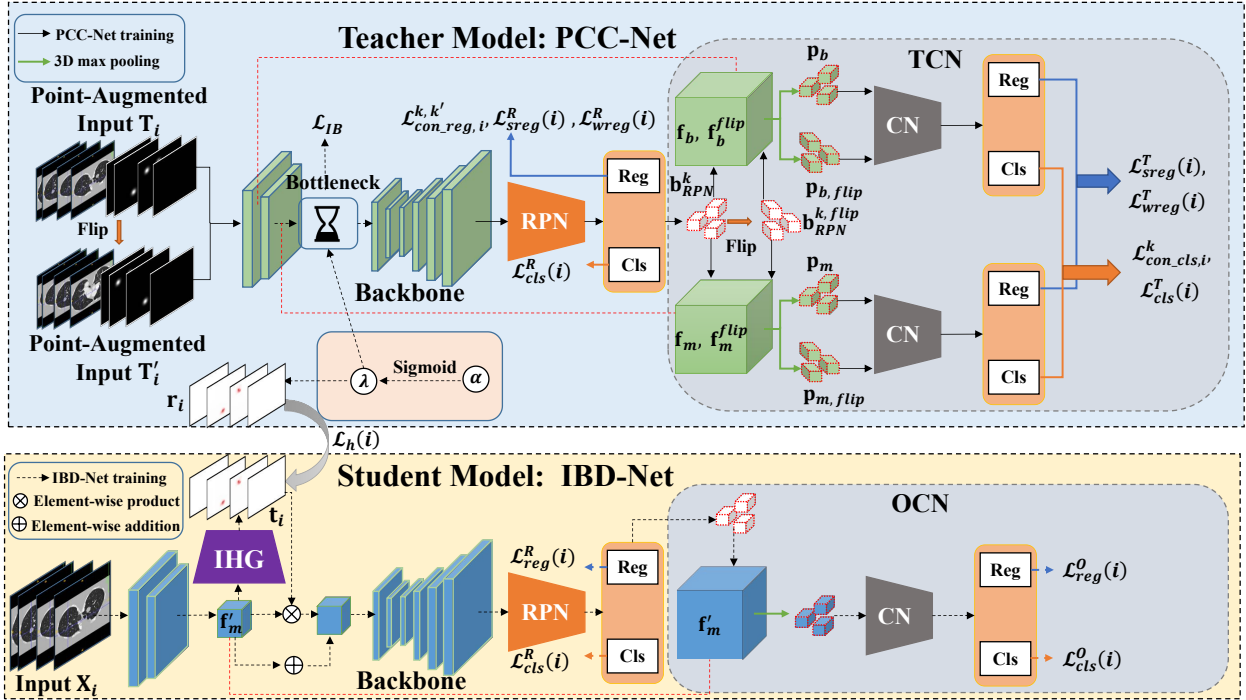 PCC-Net training
3D max pooling
Teacher Model: PCC-Net
TCN
Point-Augmented
Input T_i
Flip
Point-Augmented
Input T′_i
ℒ_IB
Bottleneck
ℒ^{k,k′}_{con_reg,i}, ℒ^R_{sreg}(i) , ℒ^R_{wreg}(i)
Backbone
RPN
ℒ^R_{cls}(i)
Reg
Cls
b^k_{RPN}
f_b, f_b^{flip}
Flip
b^{k,flip}_{RPN}
f_m, f_m^{flip}
p_b
p_{b,flip}
p_m
p_{m,flip}
CN
CN
Reg
Cls
Reg
Cls
ℒ^T_{sreg}(i),
ℒ^T_{wreg}(i)
ℒ^k_{con_cls,i},
ℒ^T_{cls}(i)
λ
Sigmoid
α
r_i
ℒ_h(i)
Student Model: IBD-Net
IBD-Net training
Element-wise product
Element-wise addition
t_i
IHG
f′_m
Input X_i
Backbone
RPN
ℒ^R_{reg}(i)
ℒ^R_{cls}(i)
Reg
Cls
OCN
f′_m
CN
Reg
Cls
ℒ^O_{reg}(i)
ℒ^O_{cls}(i)